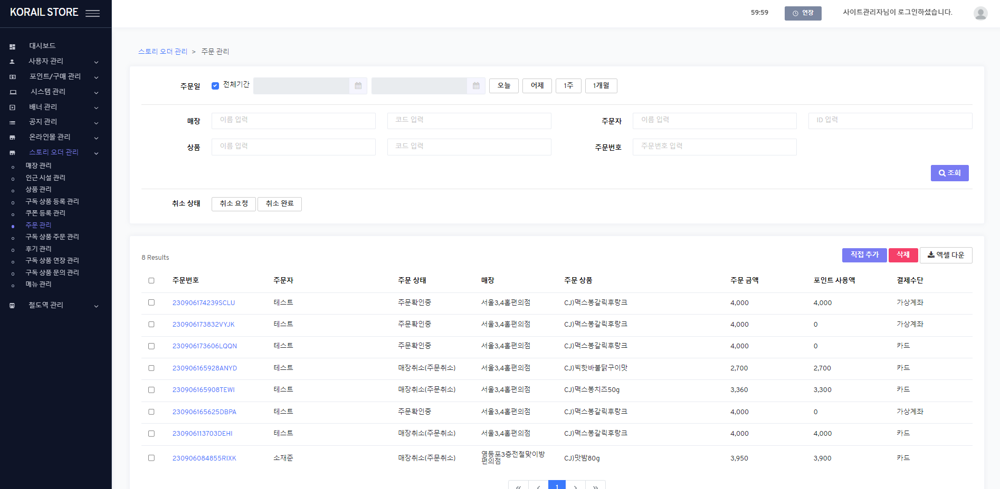 KORAIL STORE
59:59
연장
사이트관리자님이 로그인하셨습니다.
대시보드
사용자 관리
포인트/구매 관리
시스템 관리
배너 관리
공지 관리
온라인몰 관리
스토리 오더 관리
매장 관리
인근 시설 관리
상품 관리
구독 상품 등록 관리
쿠폰 등록 관리
주문 관리
구독 상품 주문 관리
후기 관리
구독 상품 연장 관리
구독 상품 문의 관리
메뉴 관리
철도역 관리
스토리 오더 관리 > 주문 관리
주문일 전체기간 오늘 어제 1주 1개월
매장 이름 입력 코드 입력 주문자 이름 입력 ID 입력
상품 이름 입력 코드 입력 주문번호 주문번호 입력
조회
취소 상태 취소 요청 취소 완료
8 Results 직접 추가 삭제 엑셀 다운
주문번호 주문자 주문 상태 매장 주문 상품 주문 금액 포인트 사용액 결제수단
230906174239SCLU 테스트 주문확인중 서울3,4홈편의점 CJ)맥스봉갈릭후랑크 4,000 4,000 가상계좌
230906173832VYJK 테스트 주문확인중 서울3,4홈편의점 CJ)맥스봉갈릭후랑크 4,000 0 가상계좌
230906173606LQQN 테스트 주문확인중 서울3,4홈편의점 CJ)맥스봉갈릭후랑크 4,000 0 카드
230906165928ANYD 테스트 매장취소(주문취소) 서울3,4홈편의점 CJ)빅핫바불닭구이맛 2,700 2,700 카드
230906165908TEWI 테스트 매장취소(주문취소) 서울3,4홈편의점 CJ)맥스봉치즈50g 3,360 3,300 카드
230906165625DBPA 테스트 주문확인중 서울3,4홈편의점 CJ)맥스봉갈릭후랑크 4,000 0 가상계좌
230906113703DEHI 테스트 매장취소(주문취소) 서울3,4홈편의점 CJ)맥스봉갈릭후랑크 4,000 4,000 카드
230906084855RIXK 소재준 매장취소(주문취소) 영등포3층전철맞이방 CJ)맛밤80g 3,950 3,900 카드
편의점
« ‹ 1 › »